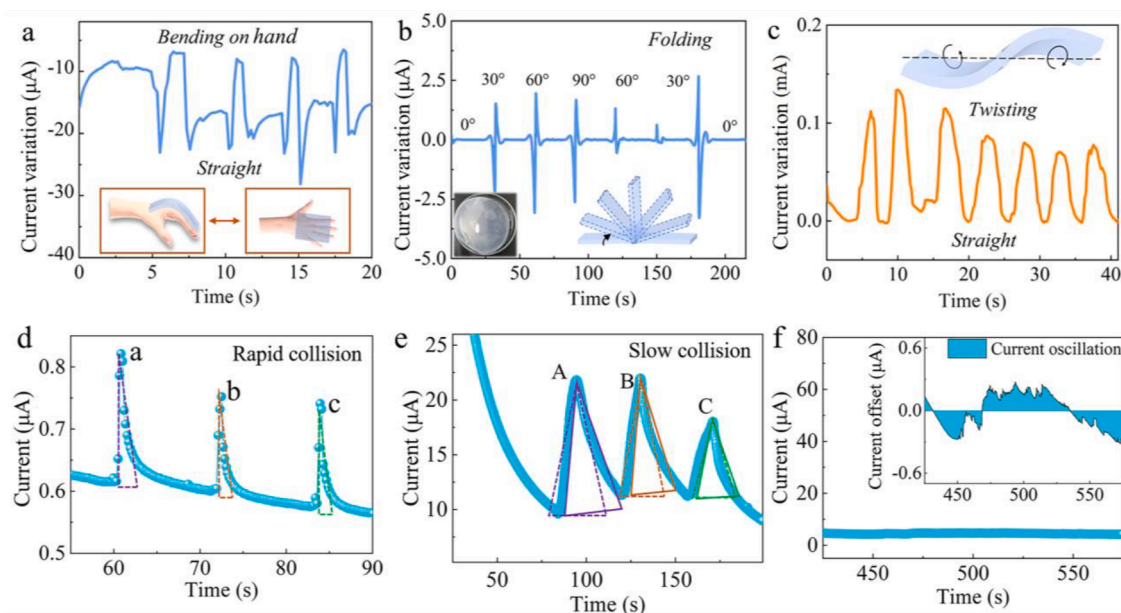 a
Bending on hand
Straight
Current variation (μA)
0
-10
-20
-30
-40
0
5
10
15
20
Time (s)
b
Folding
30°
60°
90°
60°
30°
0°
0°
Current variation (μA)
5.0
2.5
0.0
-2.5
-5.0
0
50
100
150
200
Time (s)
c
Twisting
Straight
Current variation (mA)
0.2
0.1
0.0
0
10
20
30
40
Time (s)
d
Rapid collision
a
b
c
Current (μA)
0.8
0.7
0.6
0.5
60
65
70
75
80
85
90
Time (s)
e
Slow collision
A
B
C
Current (μA)
25
20
15
10
50
100
150
Time (s)
f
Current oscillation
Current offset (μA)
0.6
0.0
-0.6
450
500
550
Current (μA)
80
60
40
20
0
450
500
550
Time (s)